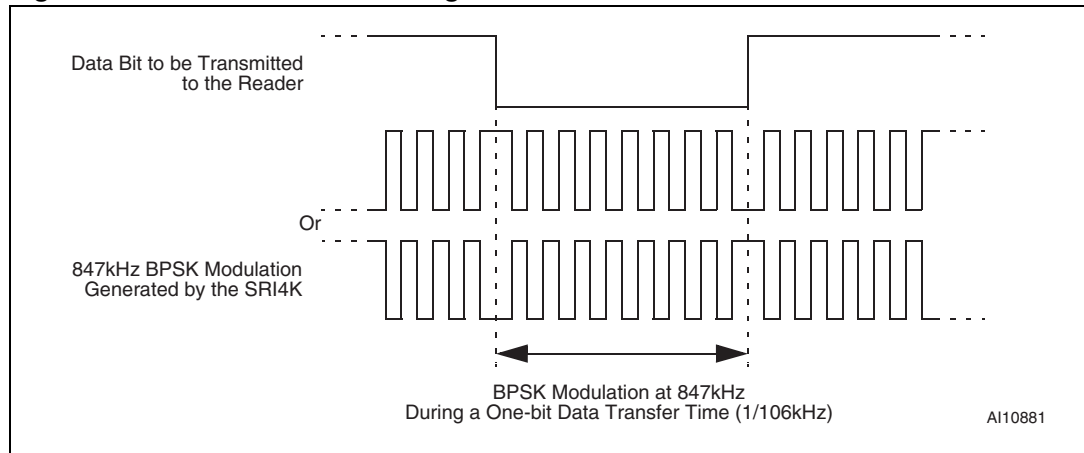 Data Bit to be Transmitted
to the Reader
Or
847kHz BPSK Modulation
Generated by the SRI4K
BPSK Modulation at 847kHz
During a One-bit Data Transfer Time (1/106kHz)
AI10881